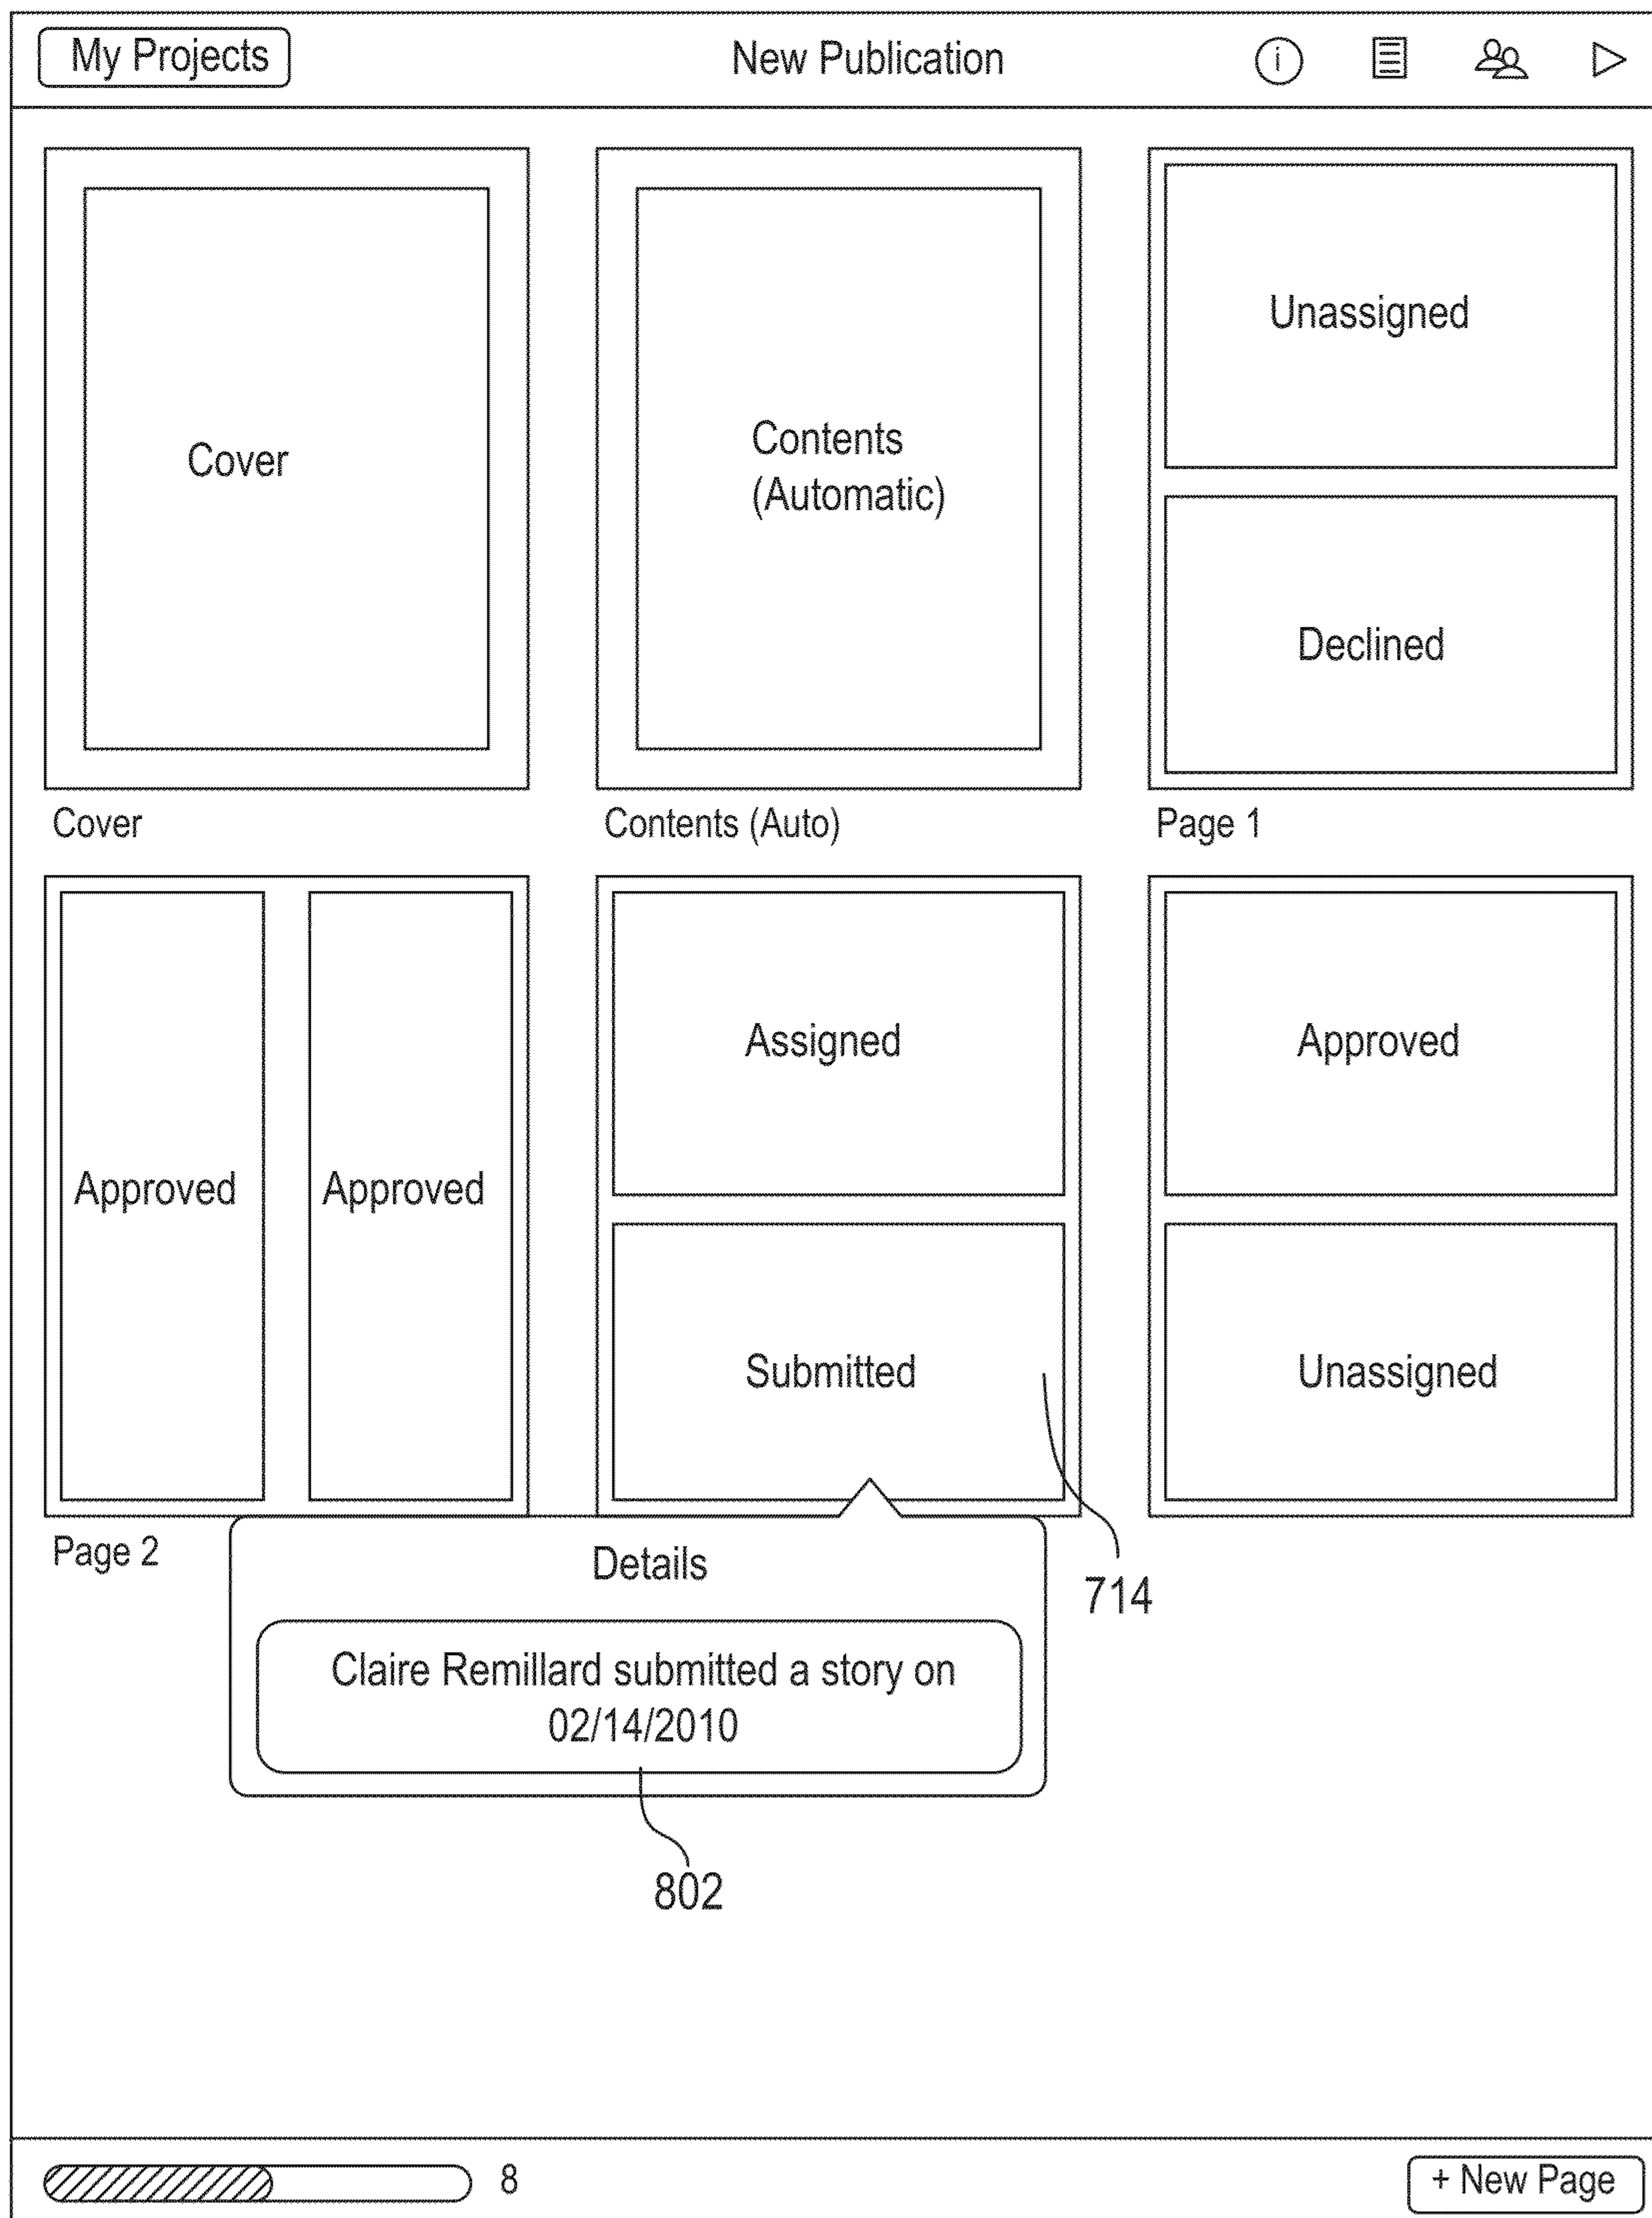 My Projects
New Publication
i
Cover
Contents
(Automatic)
Unassigned
Declined
Cover
Contents (Auto)
Page 1
Approved
Approved
Assigned
Submitted
Approved
Unassigned
Page 2
Details
Claire Remillard submitted a story on
02/14/2010
714
802
8
+ New Page